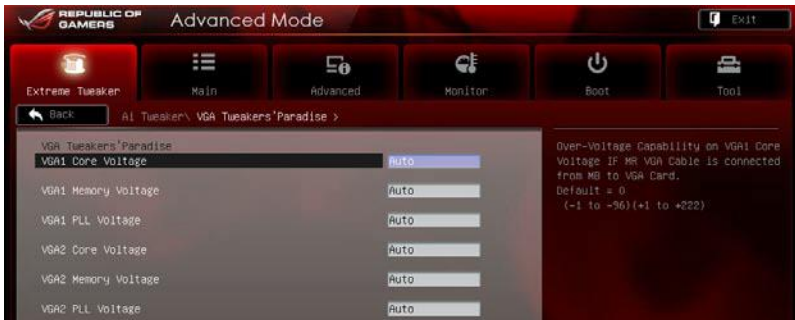 REPUBLIC OF
GAMERS
Advanced Mode
Exit
Extreme Tweaker
Main
Advanced
Monitor
Boot
Tool
Back
Ai Tweaker\ VGA Tweakers'Paradise >
VGA Tweakers'Paradise
VGA1 Core Voltage Auto
VGA1 Memory Voltage Auto
VGA1 PLL Voltage Auto
VGA2 Core Voltage Auto
VGA2 Memory Voltage Auto
VGA2 PLL Voltage Auto
Over-Voltage Capability on VGA1 Core
Voltage IF MR VGA Cable is connected
from MB to VGA Card.
Default = 0
(-1 to -96)(+1 to +222)